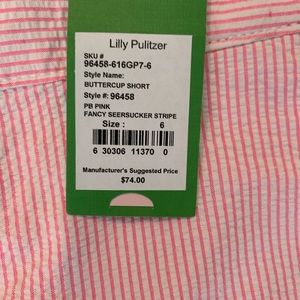 Lilly Pulitzer
SKU #
96458-616GP7-6
Style Name:
BUTTERCUP SHORT
Style #: 96458
PB PINK
FANCY SEERSUCKER STRIPE
Size : 6
6 30306 11370 0
Manufacturer's Suggested Price
$74.00